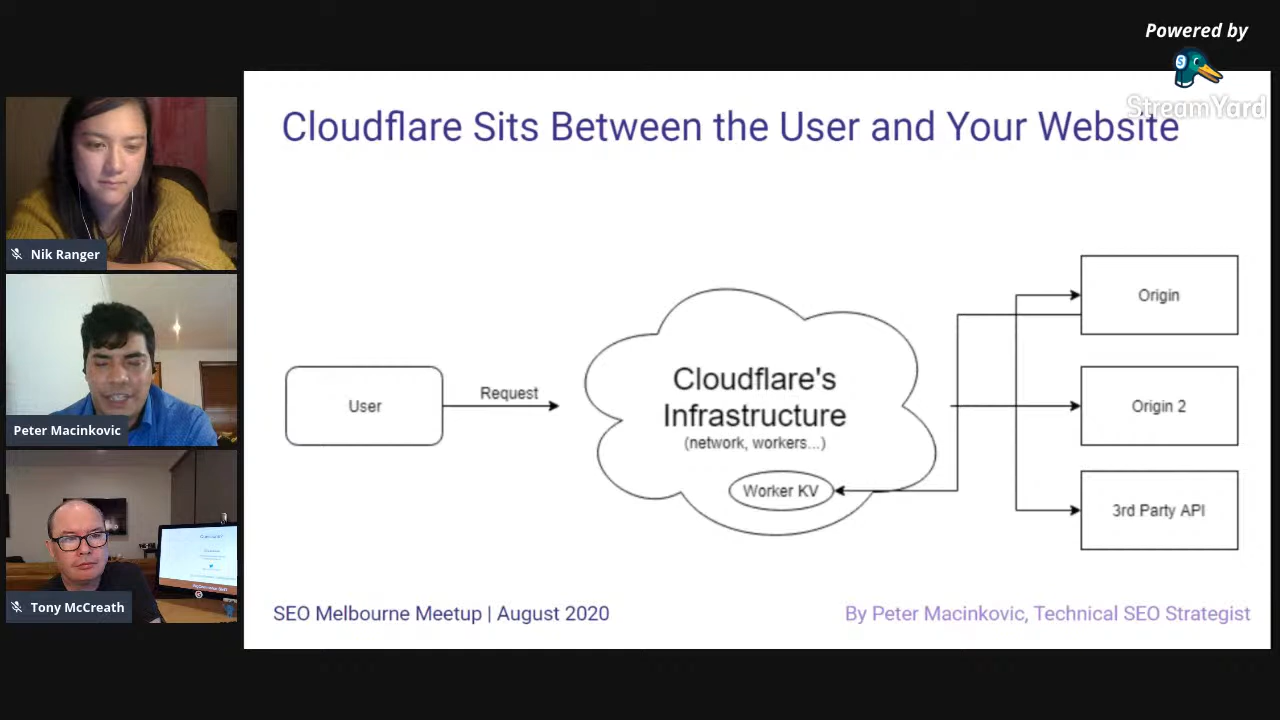 Powered by
StreamYard
Cloudflare Sits Between the User and Your Website
Nik Ranger
Peter Macinkovic
Tony McCreath
User
Request
Cloudflare's
Infrastructure
(network, workers...)
Worker KV
Origin
Origin 2
3rd Party API
SEO Melbourne Meetup | August 2020
By Peter Macinkovic, Technical SEO Strategist